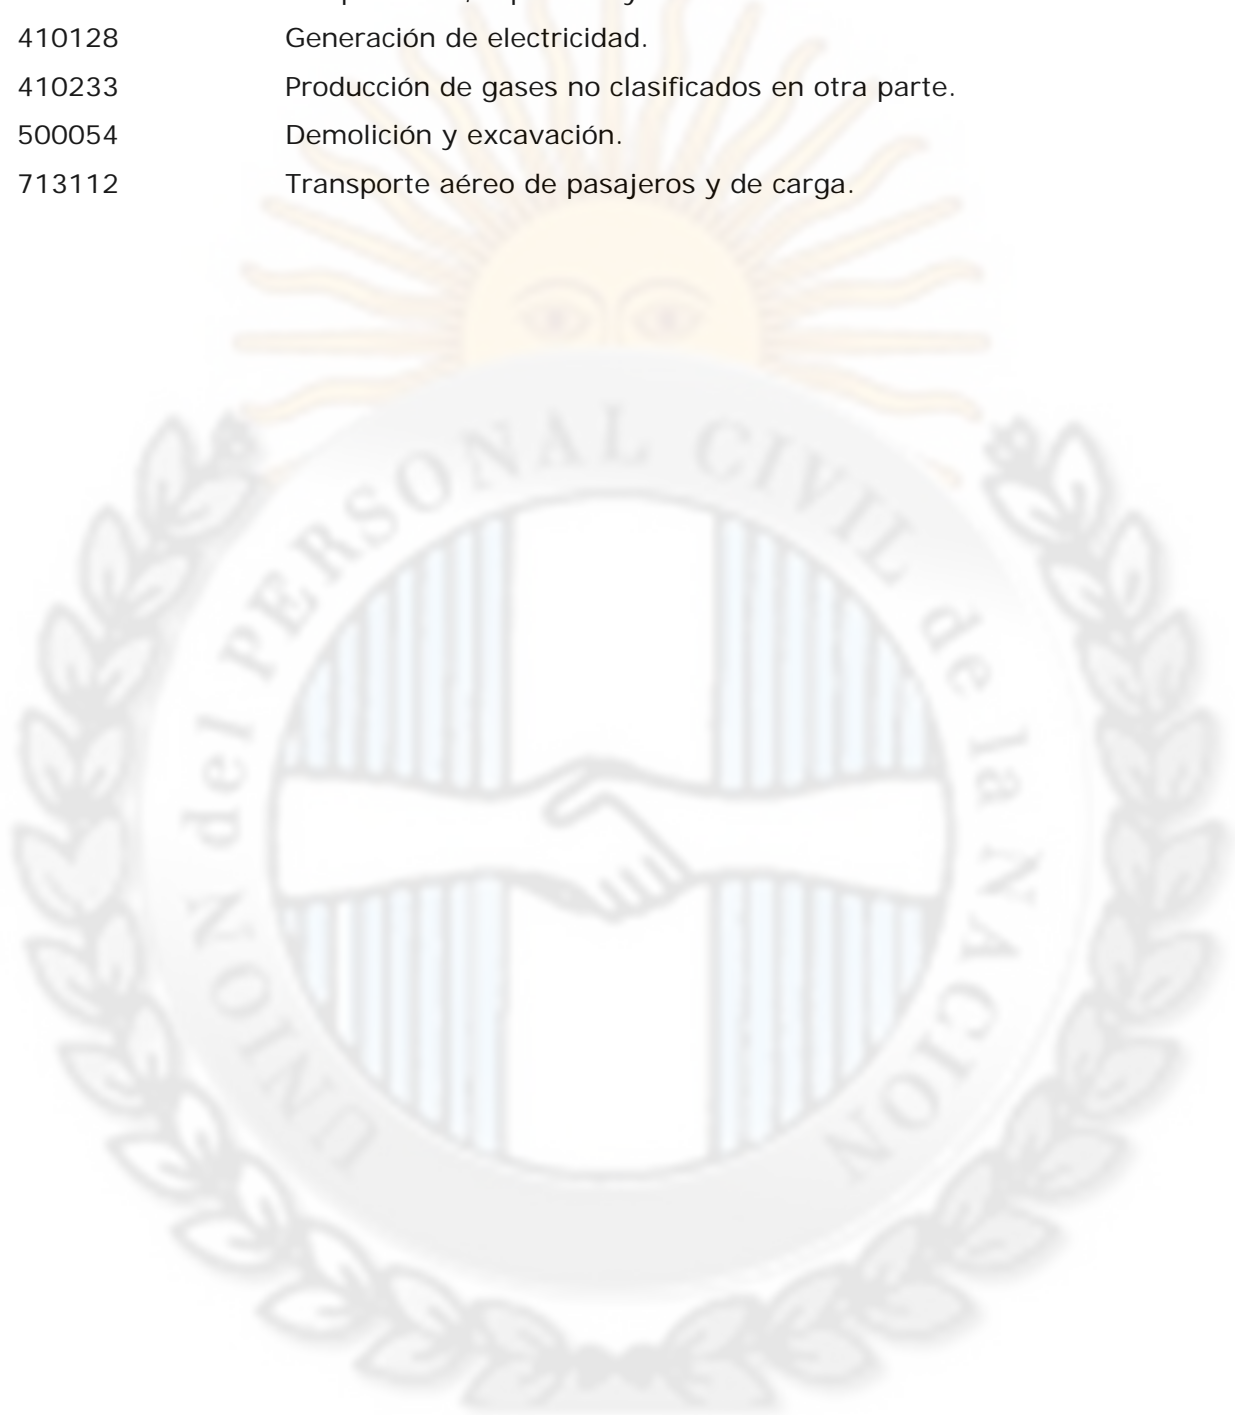 410128 Generación de electricidad.
410233 Producción de gases no clasificados en otra parte.
500054 Demolición y excavación.
713112 Transporte aéreo de pasajeros y de carga.
UNION del PERSONAL CIVIL de la NACION